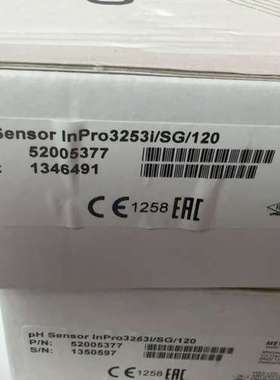 Sensor InPro3253i/SG/120
52005377
: 1346491
CE 1258 EAC
pH Sensor InPro3253i/SG/120
P/N: 52005377
S/N: 1350597
CE 1258 EAC